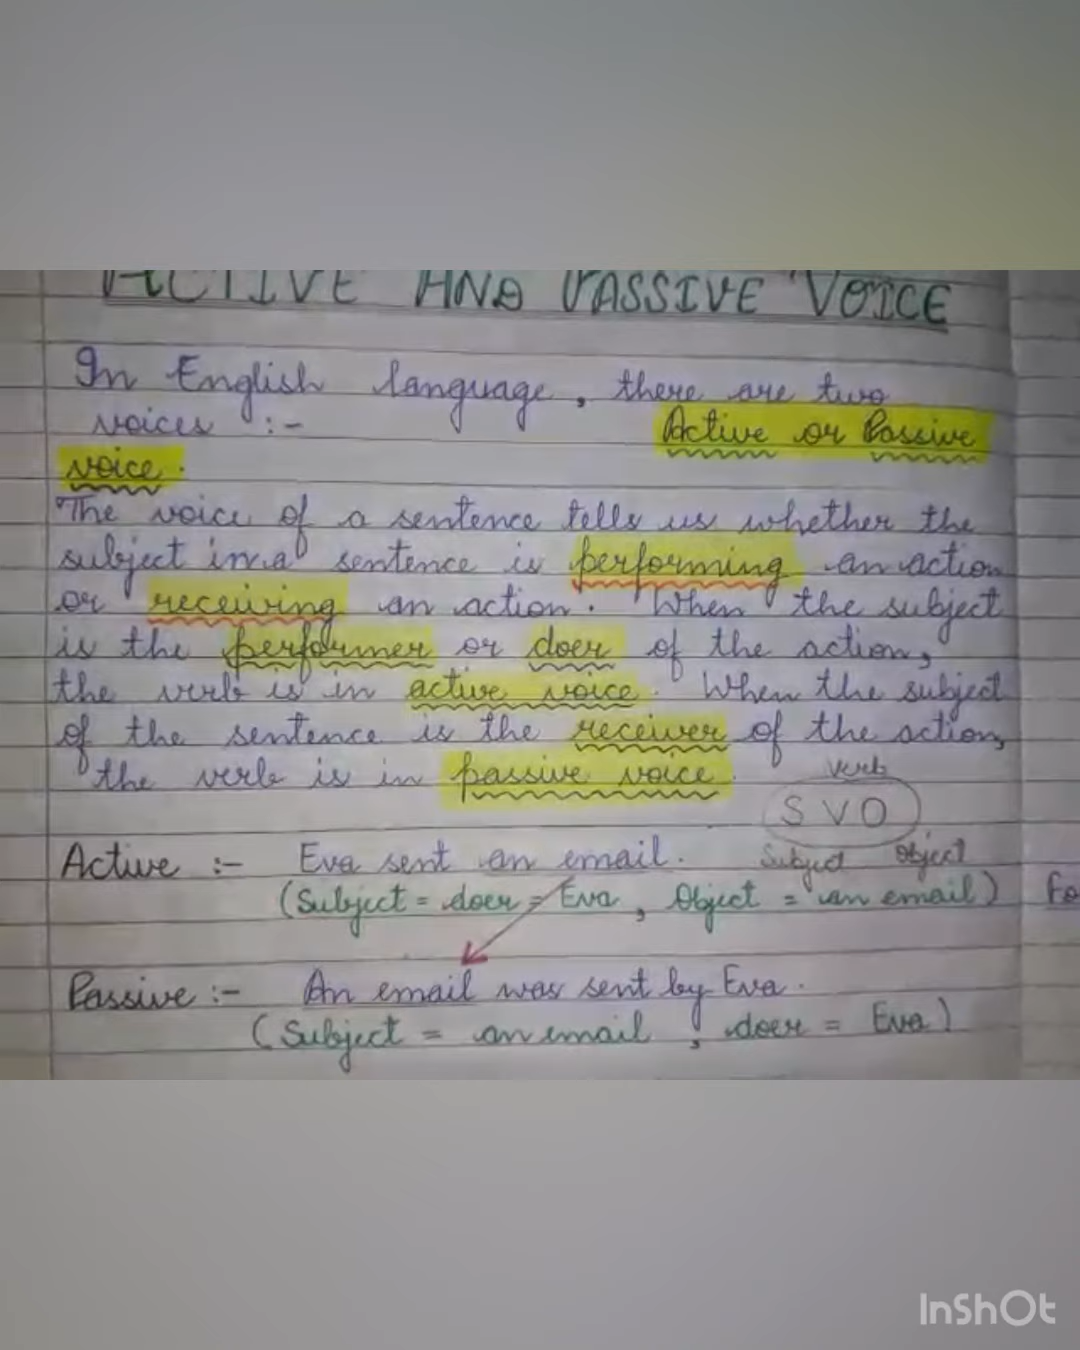 ACTIVE AND PASSIVE VOICE
In English language, there are two
voices :- Active or Passive
voice.
The voice of a sentence tells us whether the
subject in a sentence is performing an action
or receiving an action. When the subject
is the performer or doer of the action,
the verb is in active voice. When the subject
of the sentence is the receiver of the action,
the verb is in passive voice.
verb
S V O
Subject Object
Active :- Eva sent an email.
(Subject = doer = Eva, Object = an email)
Passive :- An email was sent by Eva.
(Subject = an email, doer = Eva)
InShOt